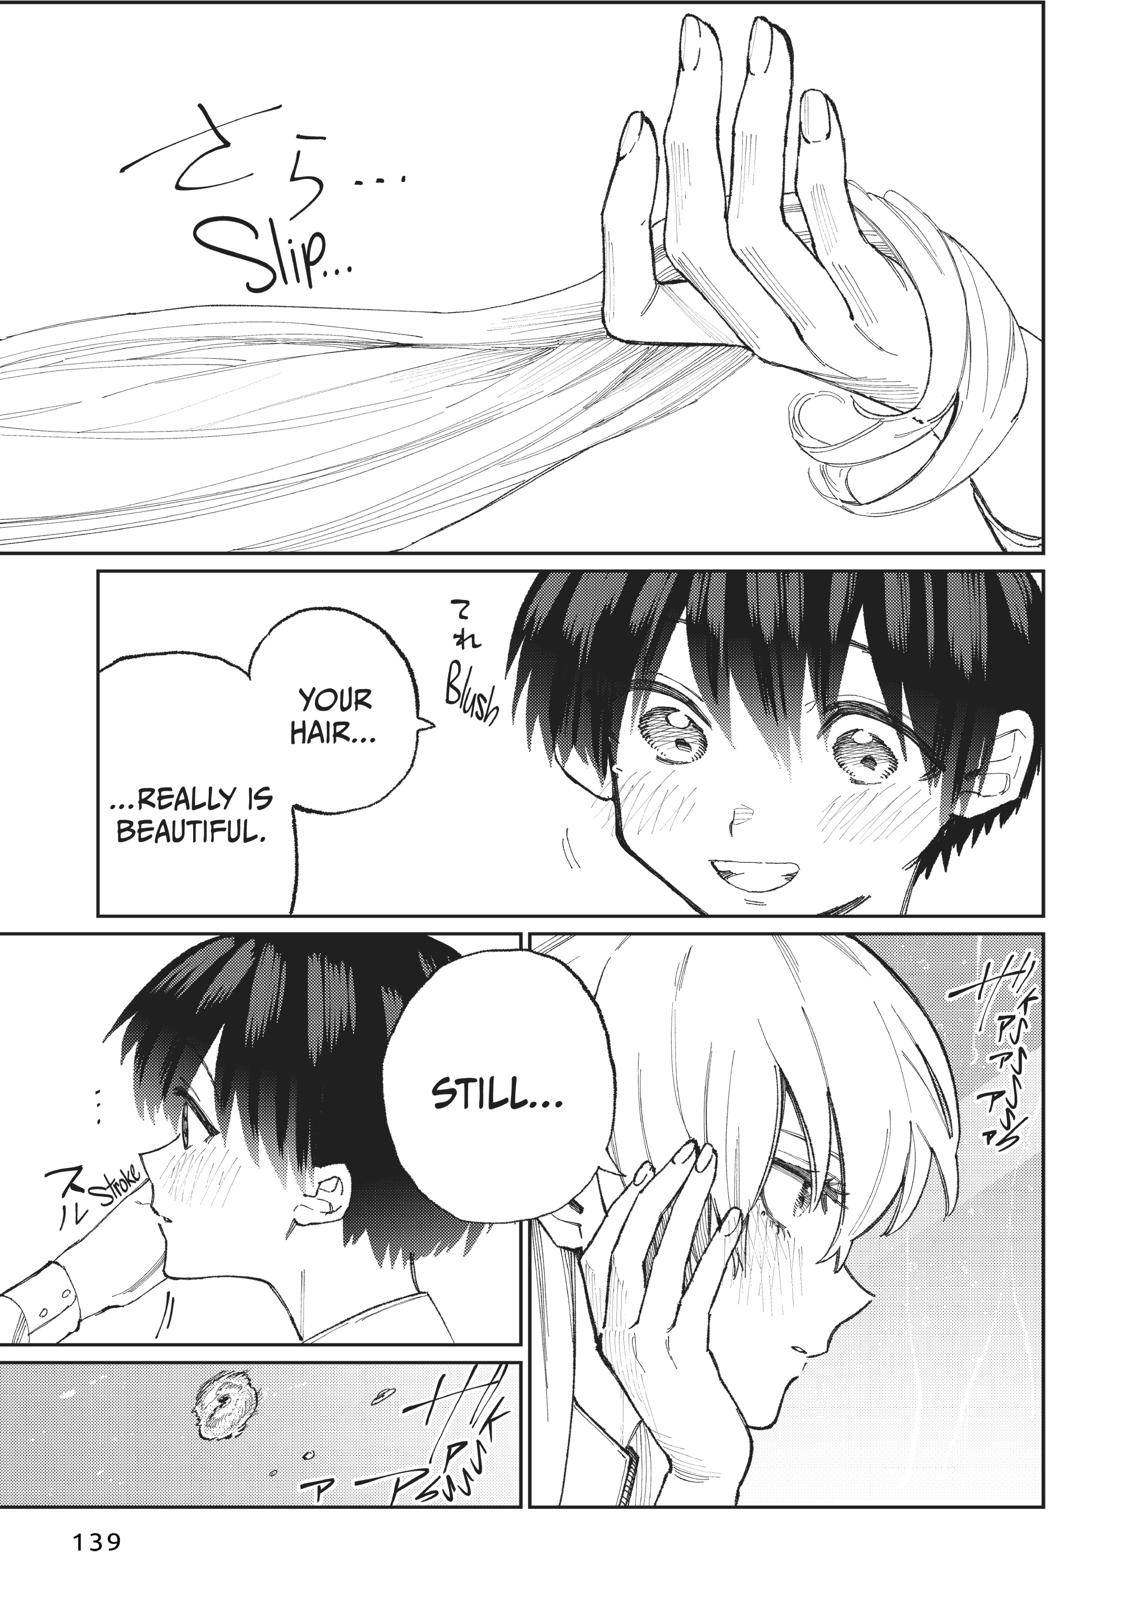 さら...
Slip...
てれ
Blush
YOUR
HAIR...
...REALLY IS
BEAUTIFUL.
STILL...
...
スル
Stroke
139